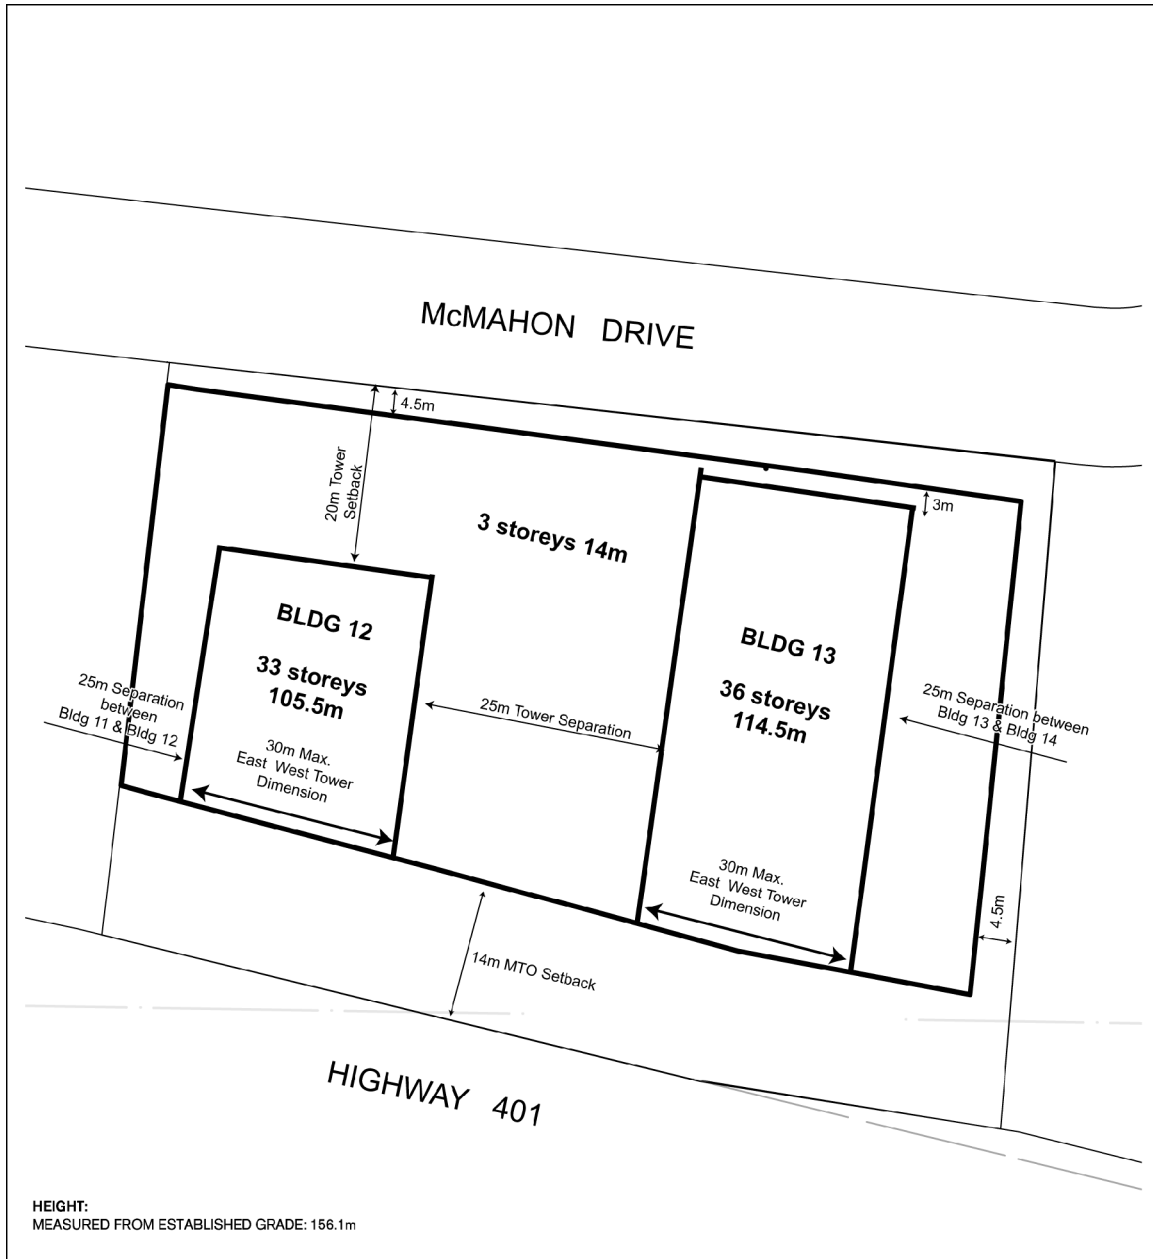 McMAHON DRIVE
4.5m
20m Tower
Setback
3m
3 storeys 14m
BLDG 12
33 storeys
105.5m
BLDG 13
36 storeys
114.5m
25m Separation
between
Bldg 11 & Bldg 12
25m Tower Separation
25m Separation between
Bldg 13 & Bldg 14
30m Max.
East West Tower
Dimension
30m Max.
East West Tower
Dimension
4.5m
14m MTO Setback
HIGHWAY 401
HEIGHT:
MEASURED FROM ESTABLISHED GRADE: 156.1m